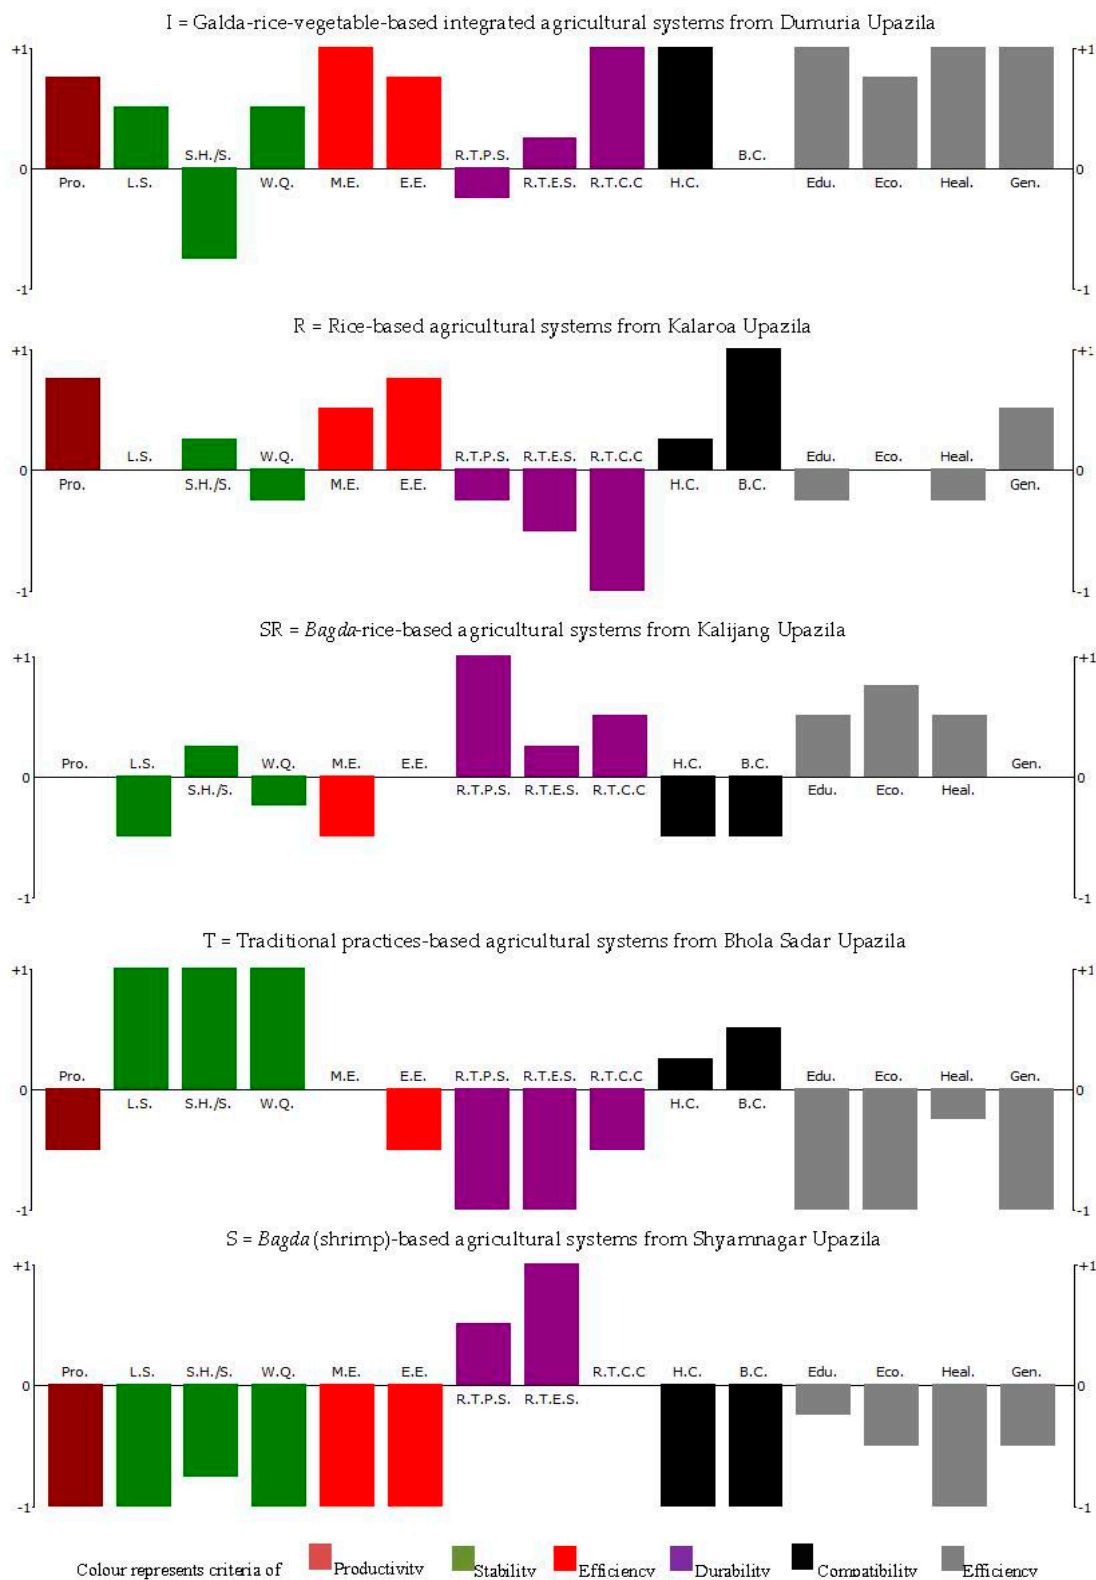 I = Galda-rice-vegetable-based integrated agricultural systems from Dumuria Upazila
+1 +1
S.H./S. R.T.P.S. B.C.
0 0
Pro. L.S. W.Q. M.E. E.E. R.T.E.S. R.T.C.C H.C. Edu. Eco. Heal. Gen.
-1 -1
R = Rice-based agricultural systems from Kalaroa Upazila
+1 +1
L.S. W.Q. R.T.P.S. R.T.E.S. R.T.C.C Edu. Eco. Heal.
0 0
Pro. S.H./S. M.E. E.E. H.C. B.C. Gen.
-1 -1
SR = Bagda-rice-based agricultural systems from Kalijang Upazila
+1 +1
Pro. L.S. W.Q. M.E. E.E. H.C. B.C. Gen.
0 0
S.H./S. R.T.P.S. R.T.E.S. R.T.C.C Edu. Eco. Heal.
-1 -1
T = Traditional practices-based agricultural systems from Bhola Sadar Upazila
+1 +1
Pro. M.E. E.E. R.T.P.S. R.T.E.S. R.T.C.C Edu. Eco. Heal. Gen.
0 0
L.S. S.H./S. W.Q. H.C. B.C.
-1 -1
S = Bagda (shrimp)-based agricultural systems from Shyamnagar Upazila
+1 +1
Pro. L.S. S.H./S. W.Q. M.E. E.E. R.T.C.C H.C. B.C. Edu. Eco. Heal. Gen.
0 0
R.T.P.S. R.T.E.S.
-1 -1
Colour represents criteria of Productivity Stability Efficiency Durability Compatibility Efficiency